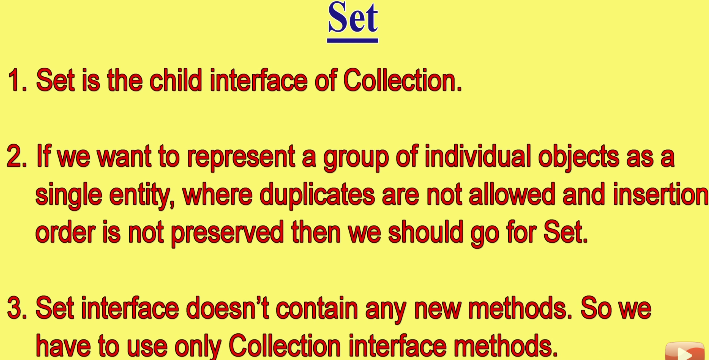 Set
1. Set is the child interface of Collection.
2. If we want to represent a group of individual objects as a
single entity, where duplicates are not allowed and insertion
order is not preserved then we should go for Set.
3. Set interface doesn't contain any new methods. So we
have to use only Collection interface methods.